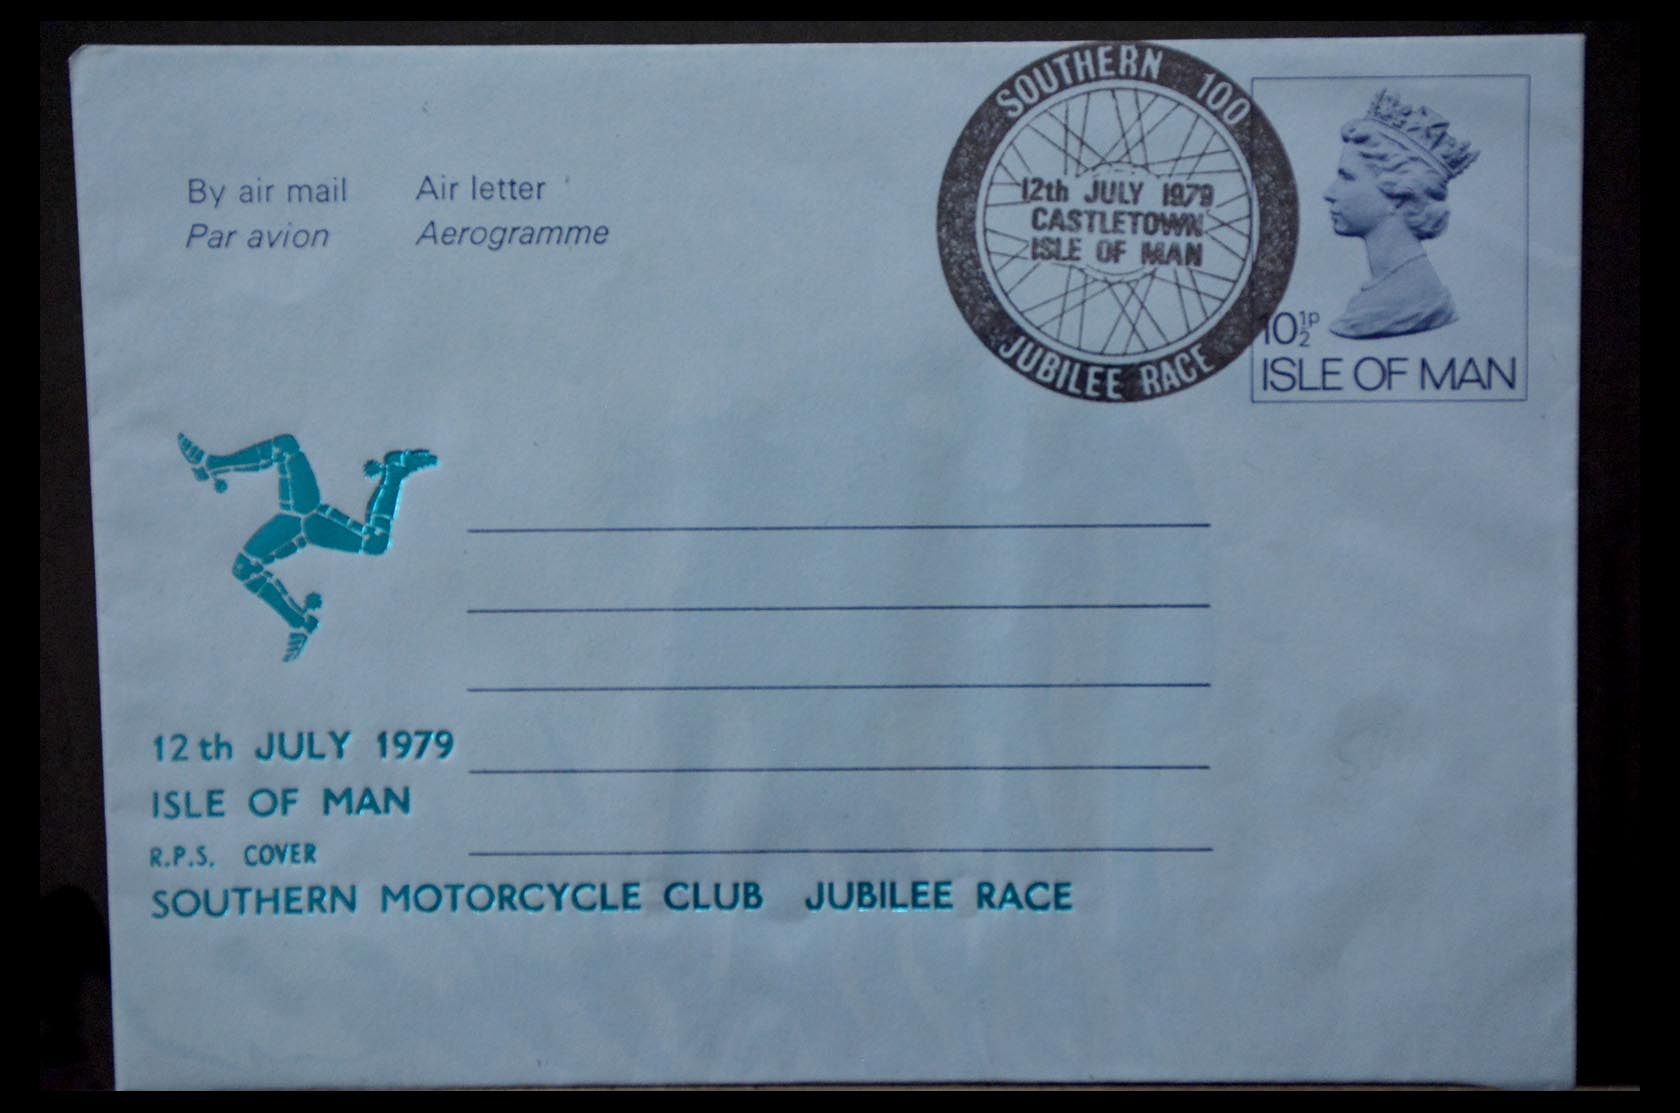 SOUTHERN 100
12th JULY 1979
CASTLETOWN
ISLE OF MAN
JUBILEE RACE
10½p
ISLE OF MAN
By air mail Air letter
Par avion Aerogramme
12th JULY 1979
ISLE OF MAN
R.P.S. COVER
SOUTHERN MOTORCYCLE CLUB JUBILEE RACE